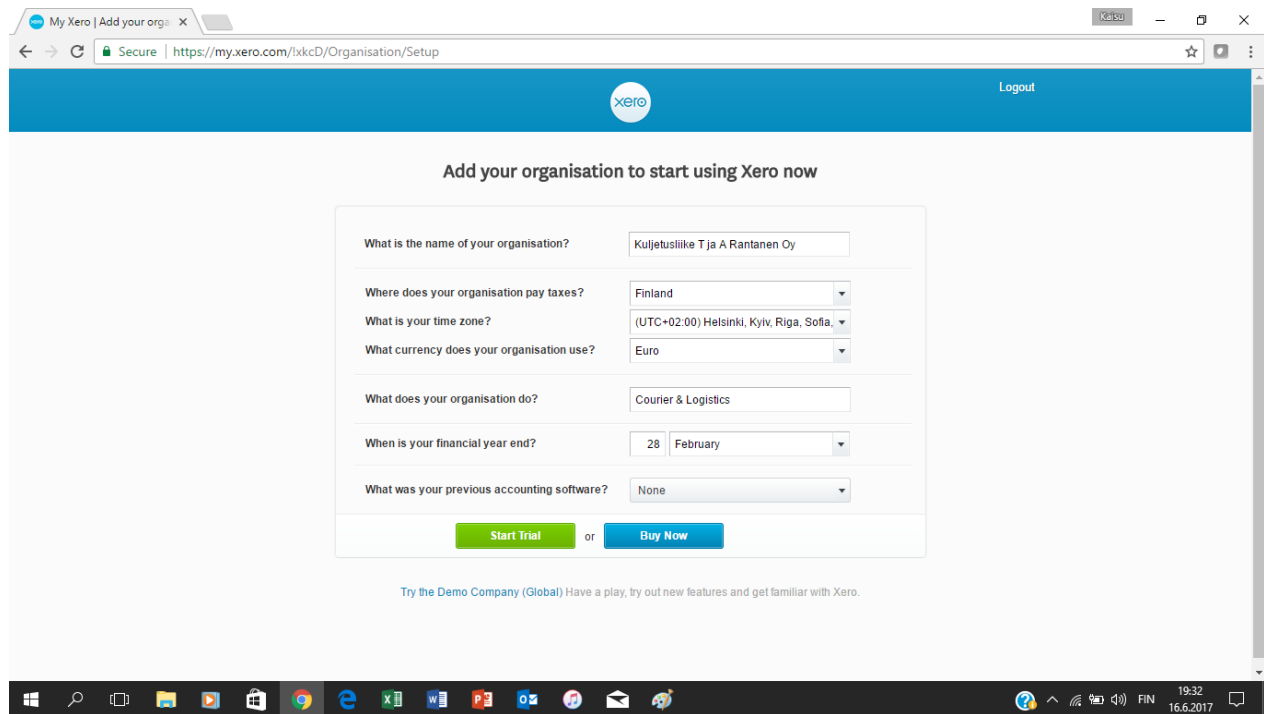 My Xero | Add your orga
Kaisu
Secure | https://my.xero.com/!xkcD/Organisation/Setup
xero
Logout
Add your organisation to start using Xero now
What is the name of your organisation? Kuljetusliike T ja A Rantanen Oy
Where does your organisation pay taxes? Finland
What is your time zone? (UTC+02:00) Helsinki, Kyiv, Riga, Sofia,
What currency does your organisation use? Euro
What does your organisation do? Courier & Logistics
When is your financial year end? 28 February
What was your previous accounting software? None
Start Trial or Buy Now
Try the Demo Company (Global) Have a play, try out new features and get familiar with Xero.
FIN
19:32
16.6.2017